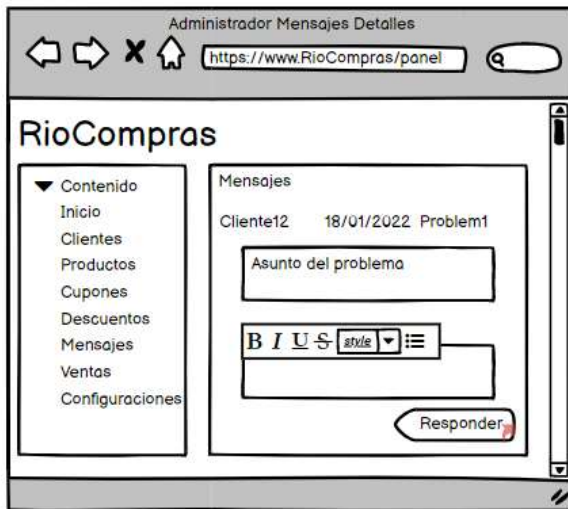 Administrador Mensajes Detalles
https://www.RioCompras/panel
RioCompras
Contenido
Inicio
Clientes
Productos
Cupones
Descuentos
Mensajes
Ventas
Configuraciones
Mensajes
Cliente12 18/01/2022 Problem1
Asunto del problema
B I U S style
Responder